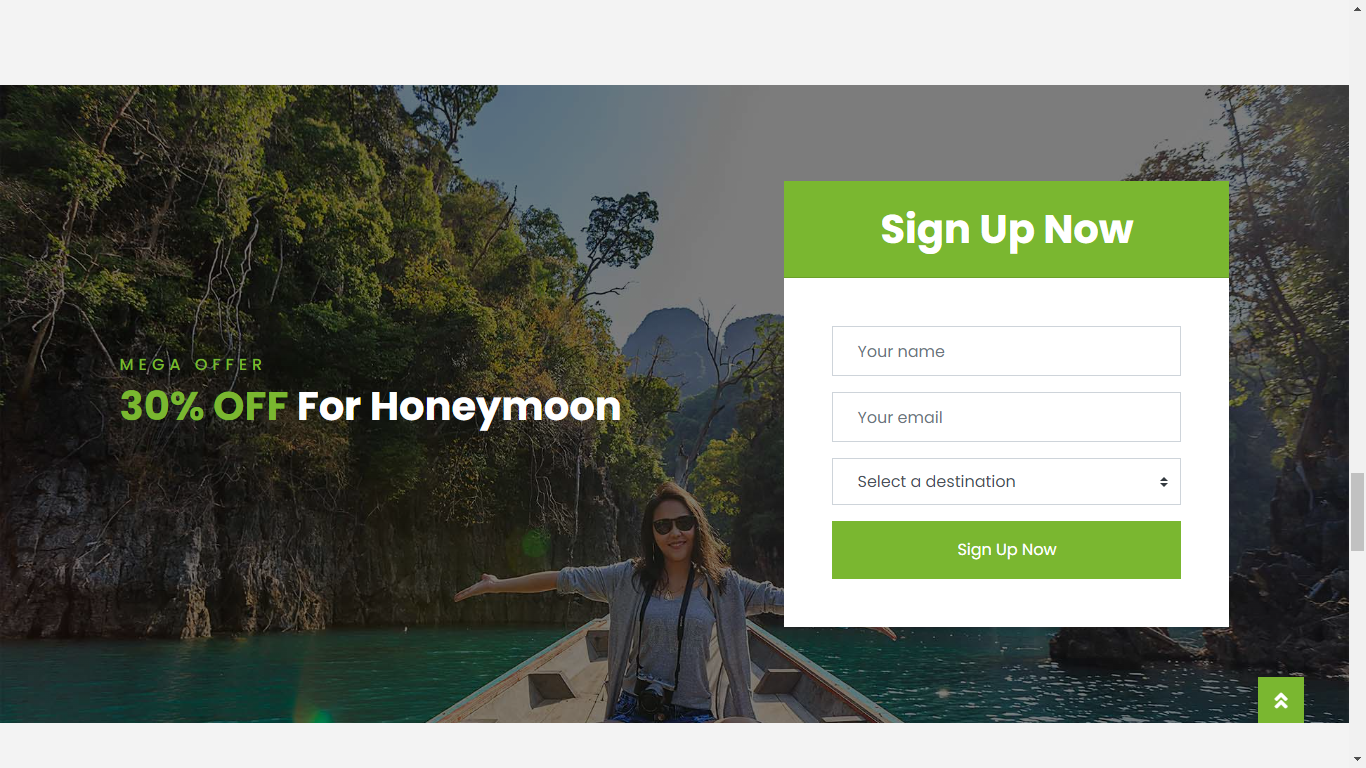 MEGA OFFER
30% OFF For Honeymoon
Sign Up Now
Your name
Your email
Select a destination
Sign Up Now